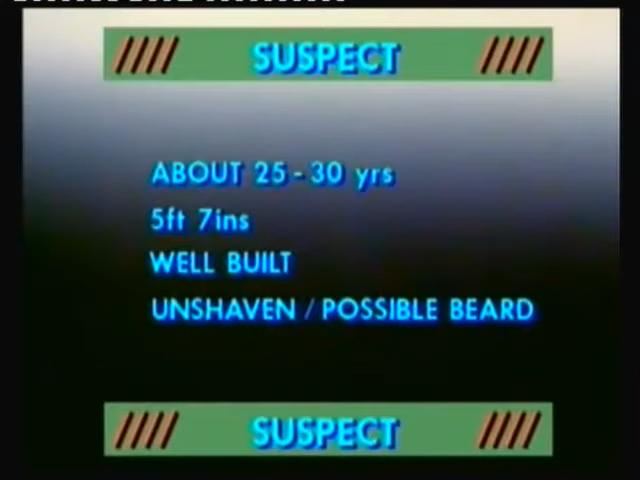 SUSPECT
ABOUT 25-30 yrs
5ft 7ins
WELL BUILT
UNSHAVEN / POSSIBLE BEARD
SUSPECT